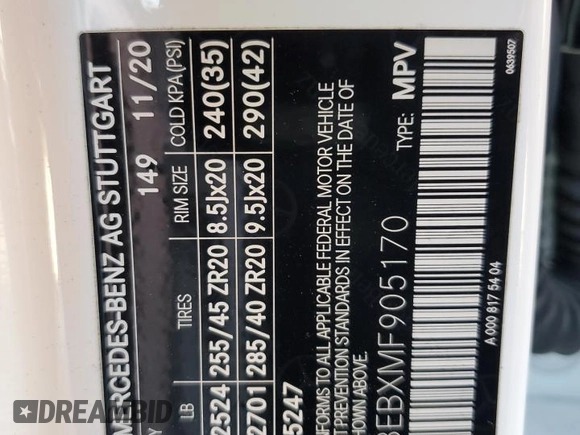 MERCEDES-BENZ AG STUTTGART
149 11/20
LB TIRES RIM SIZE COLD KPA(PSI)
2524 255/45 ZR20 8.5Jx20 240(35)
2701 285/40 ZR20 9.5Jx20 290(42)
5247
TO ALL APPLICABLE FEDERAL MOTOR VEHICLE
PREVENTION STANDARDS IN EFFECT ON THE DATE OF
SHOWN ABOVE.
EBXMF905170 TYPE: MPV
A 000 817 54 04 0639507
DREAMBID